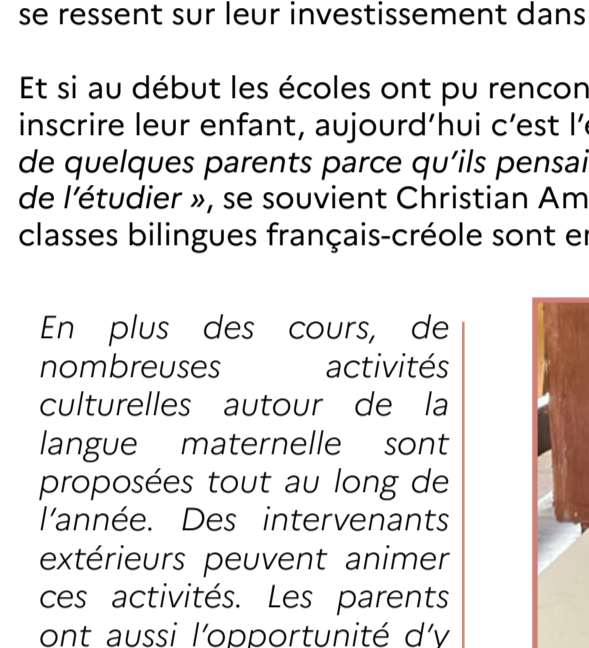 se ressent sur leur investissement dans
Et si au début les écoles ont pu
inscrire leur enfant, aujourd’hui c’est
de quelques parents parce qu’ils
de l’étudier », se souvient Christian
classes bilingues français-créole sont
En plus des cours, de
nombreuses activités
culturelles autour de la
langue maternelle sont
proposées tout au long de
l’année. Des intervenants
extérieurs peuvent animer
ces activités. Les parents
ont aussi l’opportunité d’y